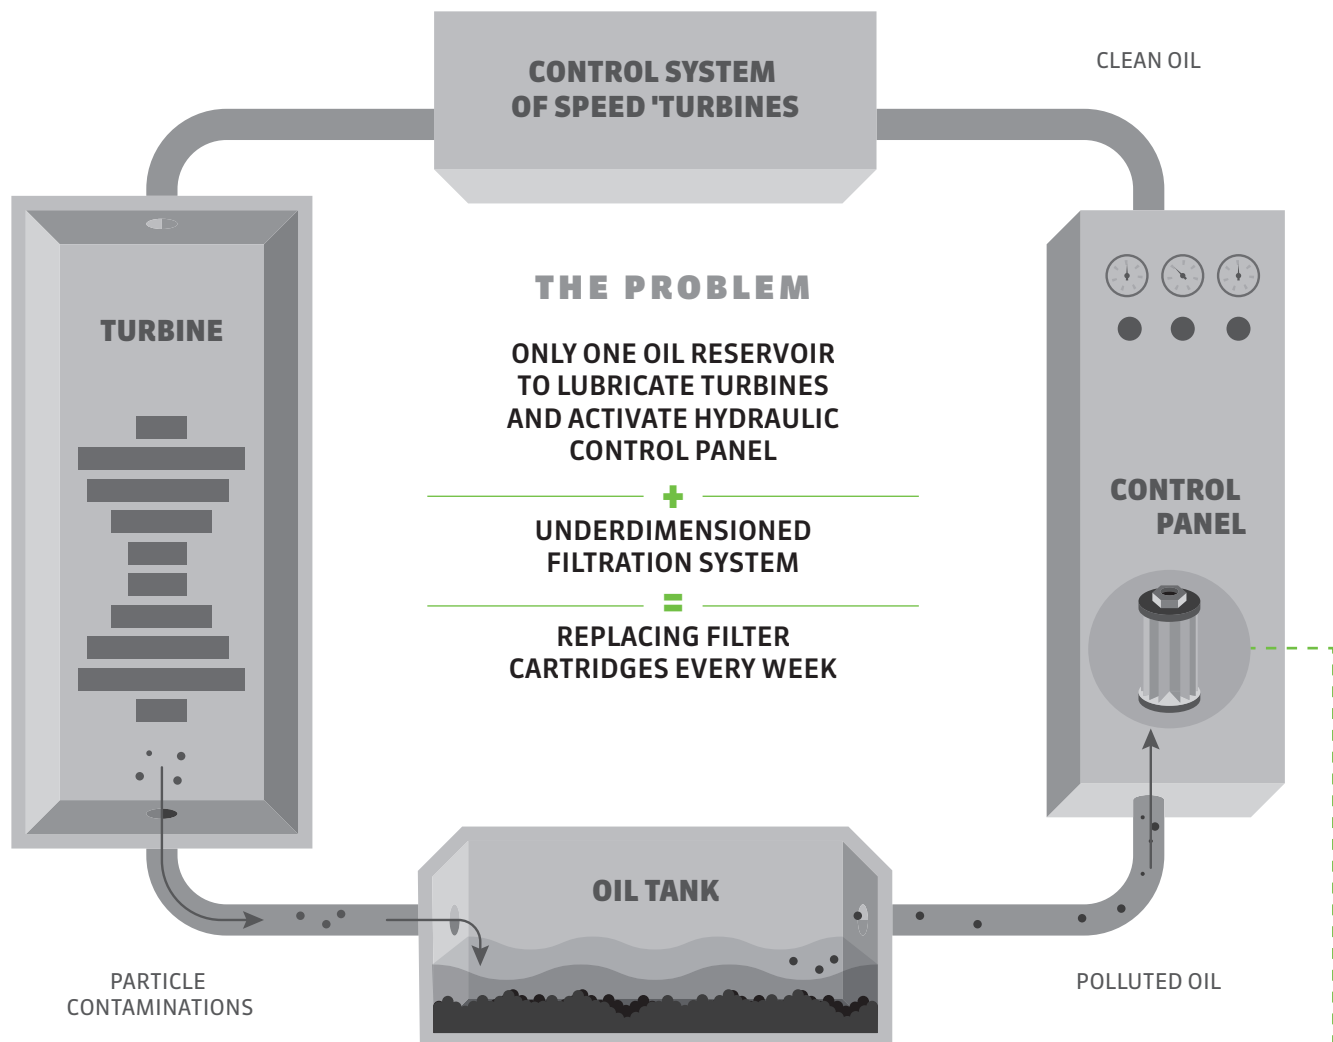 CONTROL SYSTEM
OF SPEED 'TURBINES
CLEAN OIL
THE PROBLEM
TURBINE
ONLY ONE OIL RESERVOIR
TO LUBRICATE TURBINES
AND ACTIVATE HYDRAULIC
CONTROL PANEL
+
UNDERDIMENSIONED
FILTRATION SYSTEM
=
REPLACING FILTER
CARTRIDGES EVERY WEEK
CONTROL
PANEL
OIL TANK
PARTICLE
CONTAMINATIONS
POLLUTED OIL